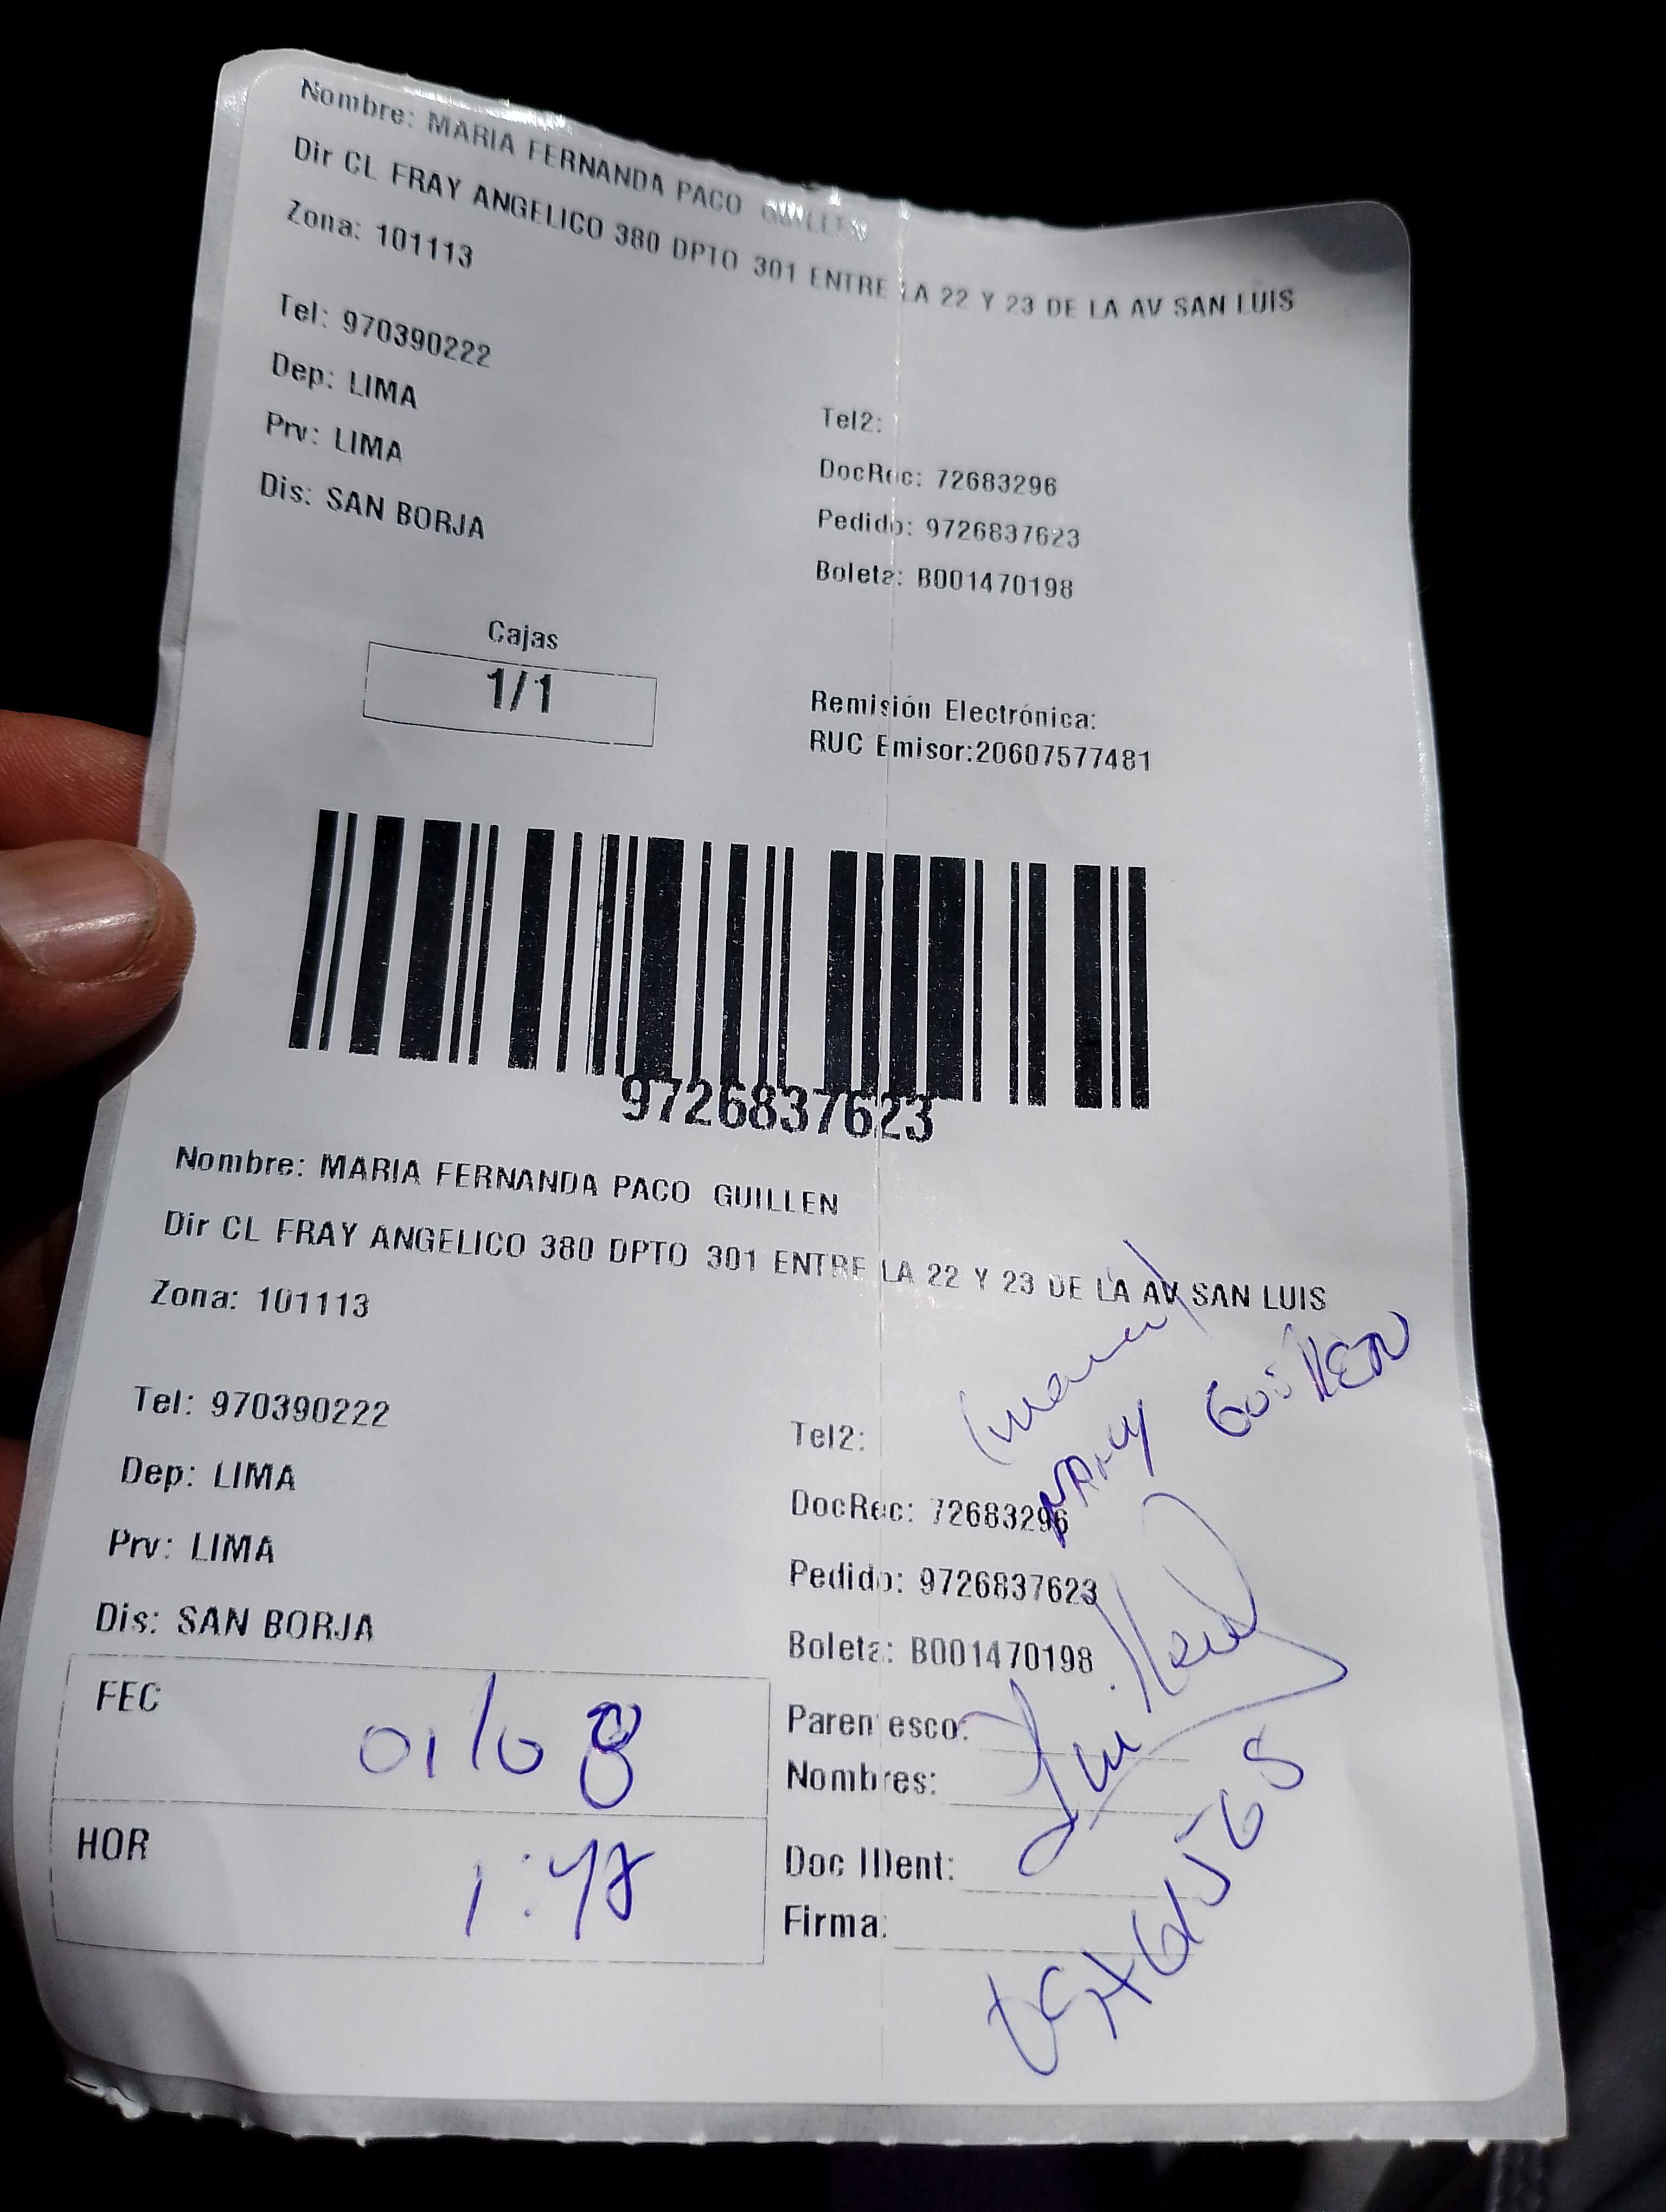 Nombre: MARIA FERNANDA PACO GUILLEN
Dir CL FRAY ANGELICO 380 DPTO 301 ENTRE LA 22 Y 23 DE LA AV SAN LUIS
Zona: 101113
Tel: 970390222
Dep: LIMA
Prv: LIMA
Dis: SAN BORJA
Tel2:
DocRec: 72683296
Pedido: 9726837623
Boleta: B001470198
Cajas
1/1
Remisión Electrónica:
RUC Emisor:20607577481
9726837623
Nombre: MARIA FERNANDA PACO GUILLEN
Dir CL FRAY ANGELICO 380 DPTO 301 ENTRE LA 22 Y 23 DE LA AV SAN LUIS
Zona: 101113
Tel: 970390222
Dep: LIMA
Prv: LIMA
Dis: SAN BORJA
(mamá)
NANCY GUILLEN
Tel2:
DocRec: 72683296
Pedido: 9726837623
Boleta: B001470198
Parentesco:
Nombres:
Doc IDent:
Firma:
FEC 01/08
HOR 1:48